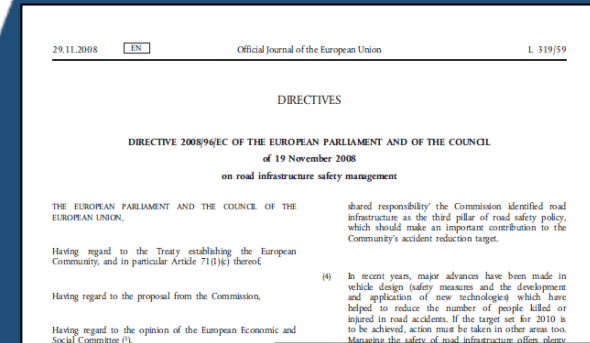 29.11.2008 EN Official Journal of the European Union L 319/59
DIRECTIVES
DIRECTIVE 2008/96/EC OF THE EUROPEAN PARLIAMENT AND OF THE COUNCIL
of 19 November 2008
on road infrastructure safety management
THE EUROPEAN PARLIAMENT AND THE COUNCIL OF THE
EUROPEAN UNION,
Having regard to the Treaty establishing the European
Community, and in particular Article 71(1)(c) thereof,
Having regard to the proposal from the Commission,
Having regard to the opinion of the European Economic and
Social Committee (¹),
shared responsibility' the Commission identified road
infrastructure as the third pillar of road safety policy,
which should make an important contribution to the
Community's accident reduction target.
(4) In recent years, major advances have been made in
vehicle design (safety measures and the development
and application of new technologies) which have
helped to reduce the number of people killed or
injured in road accidents. If the target set for 2010 is
to be achieved, action must be taken in other areas too.
Managing the safety of road infrastructure offers plenty